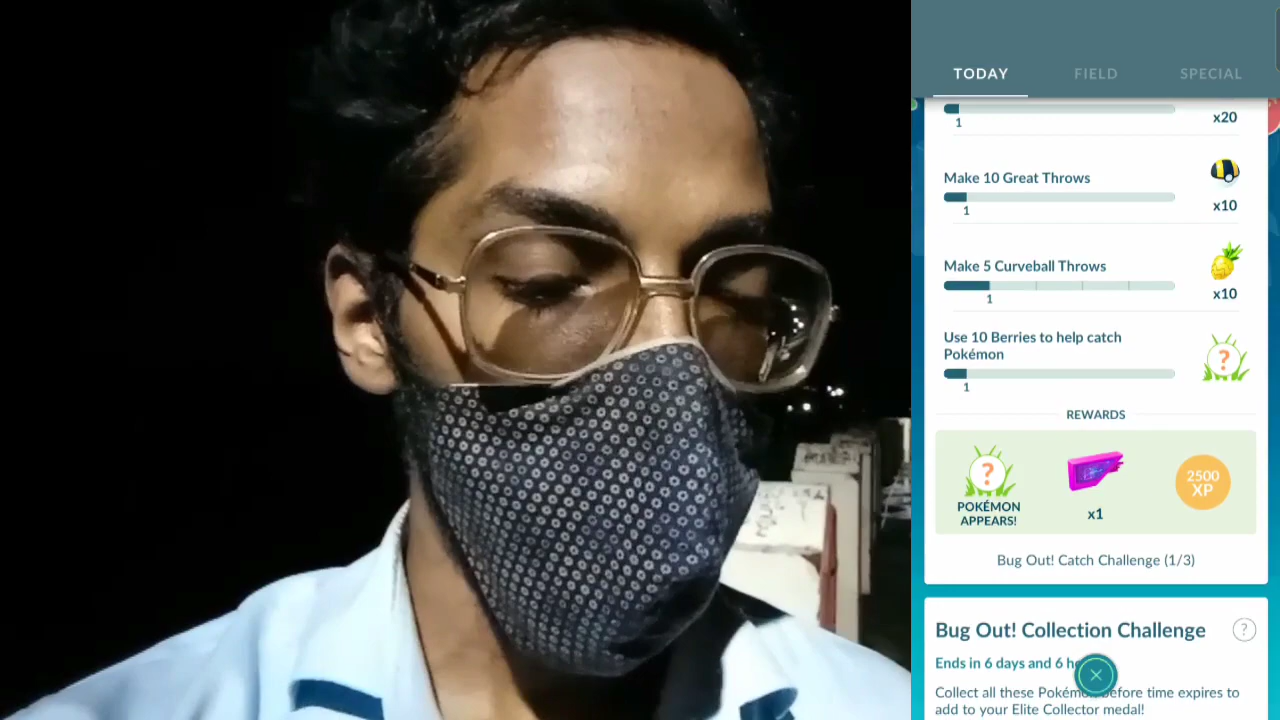 TODAY
FIELD
SPECIAL
1
x20
Make 10 Great Throws
1
x10
Make 5 Curveball Throws
1
x10
Use 10 Berries to help catch
Pokémon
?
1
REWARDS
?
POKÉMON
APPEARS!
x1
2500
XP
Bug Out! Catch Challenge (1/3)
Bug Out! Collection Challenge
?
Ends in 6 days and 6 h
Collect all these Pokémon before time expires to
add to your Elite Collector medal!